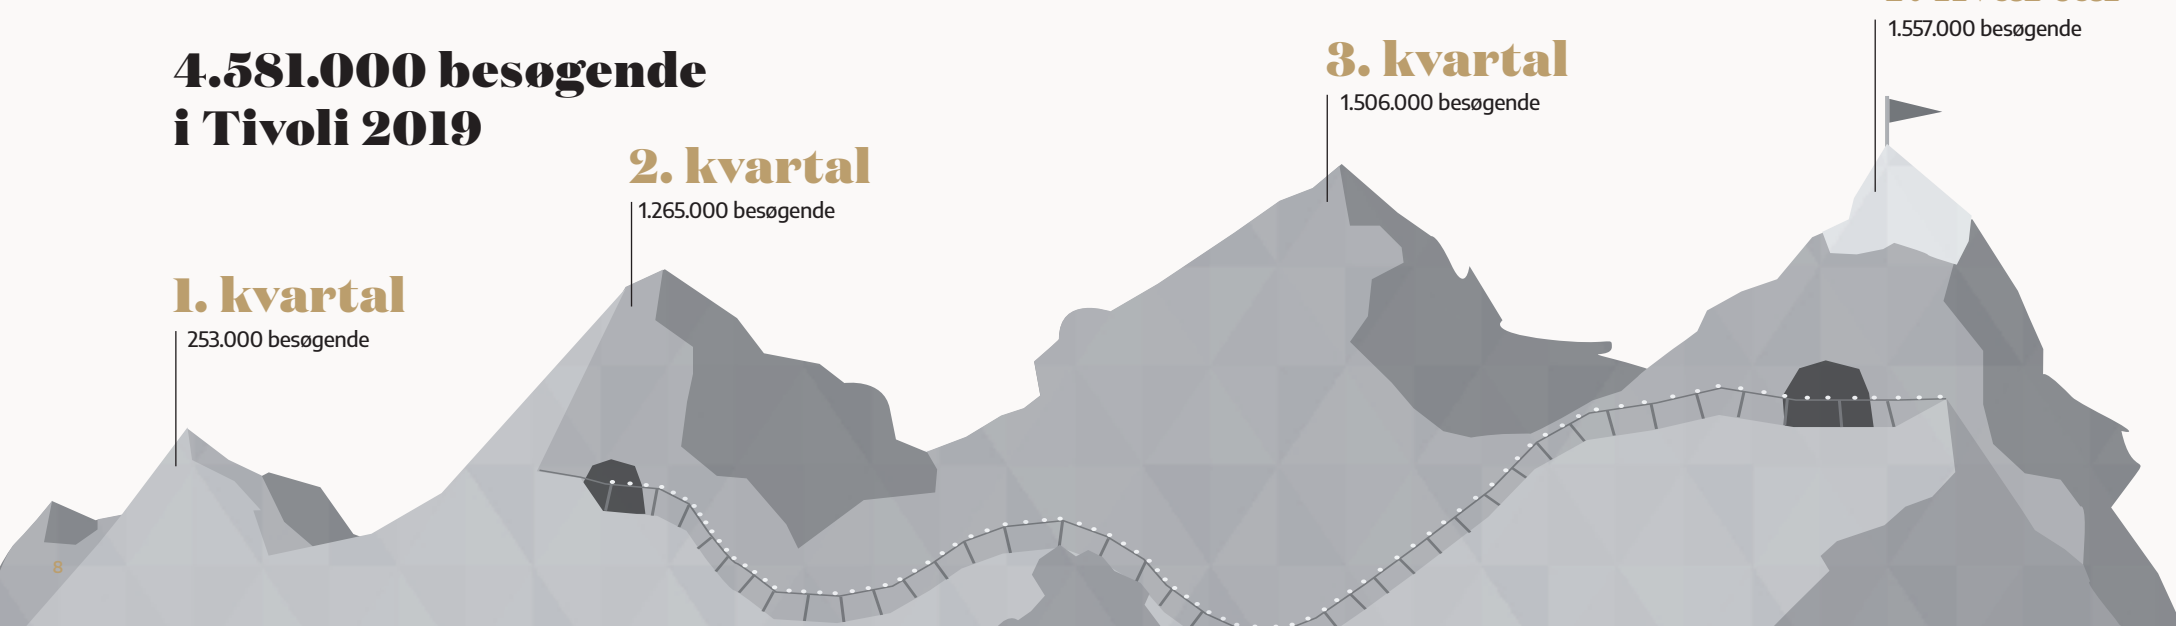 4.581.000 besøgende
i Tivoli 2019
1. kvartal
253.000 besøgende
2. kvartal
1.265.000 besøgende
3. kvartal
1.506.000 besøgende
1.557.000 besøgende
8